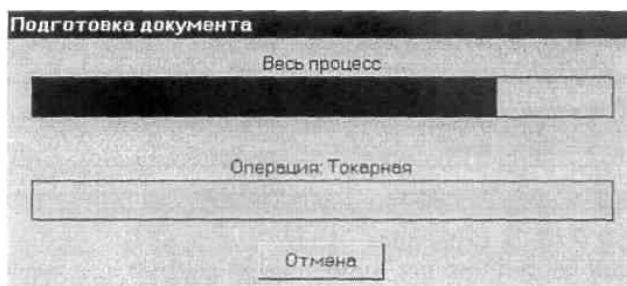 Подготовка документа
Весь процесс
Операция: Токарная
Отмена